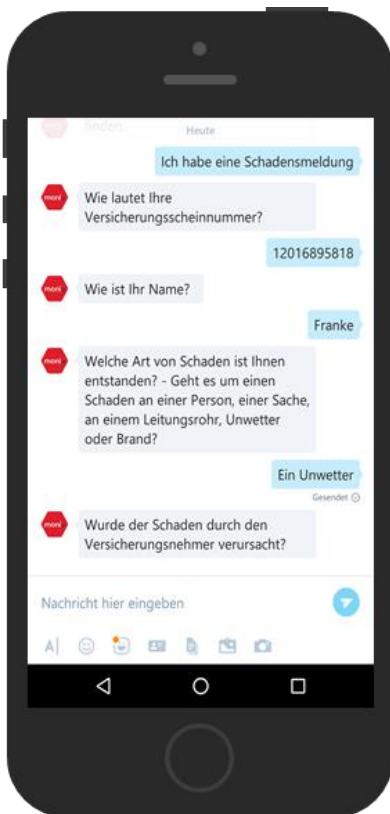 finden.
Heute
Ich habe eine Schadensmeldung
moni
Wie lautet Ihre
Versicherungsscheinnummer?
12016895818
moni
Wie ist Ihr Name?
Franke
moni
Welche Art von Schaden ist Ihnen
entstanden? - Geht es um einen
Schaden an einer Person, einer Sache,
an einem Leitungsrohr, Unwetter
oder Brand?
Ein Unwetter
Gesendet
moni
Wurde der Schaden durch den
Versicherungsnehmer verursacht?
Nachricht hier eingeben
A